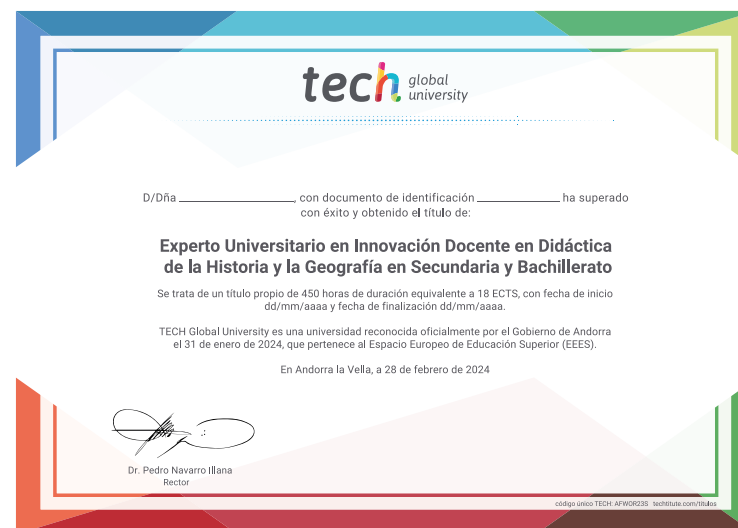 tech global university
D/Dña ____________________, con documento de identificación ______________ ha superado
con éxito y obtenido el título de:
Experto Universitario en Innovación Docente en Didáctica
de la Historia y la Geografía en Secundaria y Bachillerato
Se trata de un título propio de 450 horas de duración equivalente a 18 ECTS, con fecha de inicio
dd/mm/aaaa y fecha de finalización dd/mm/aaaa.
TECH Global University es una universidad reconocida oficialmente por el Gobierno de Andorra
el 31 de enero de 2024, que pertenece al Espacio Europeo de Educación Superior (EEES).
En Andorra la Vella, a 28 de febrero de 2024
Dr. Pedro Navarro Illana
Rector
código único TECH: AFWOR23S techtitute.com/titulos